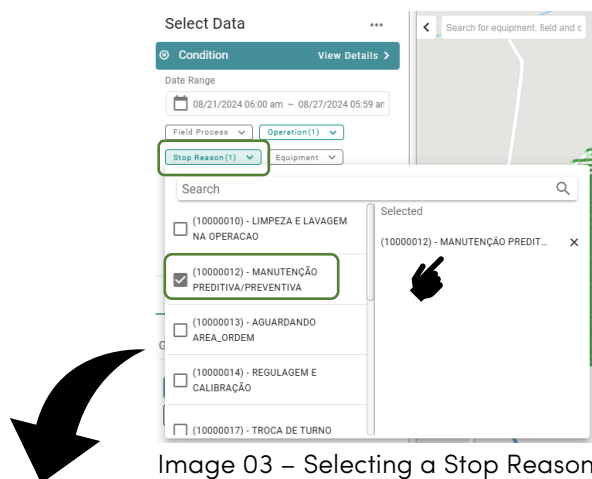 Select Data
Condition
View Details
Search for equipment, field and c
Date Range
08/21/2024 06:00 am ~ 08/27/2024 05:59 am
Field Process
Operation(1)
Stop Reason(1)
Equipment
Search
Selected
(10000010) - LIMPEZA E LAVAGEM
NA OPERACAO
(10000012) - MANUTENÇÃO PREDIT...
(10000012) - MANUTENÇÃO
PREDITIVA/PREVENTIVA
(10000013) - AGUARDANDO
AREA_ORDEM
(10000014) - REGULAGEM E
CALIBRAÇÃO
(10000017) - TROCA DE TURNO
G
Image 03 – Selecting a Stop Reason